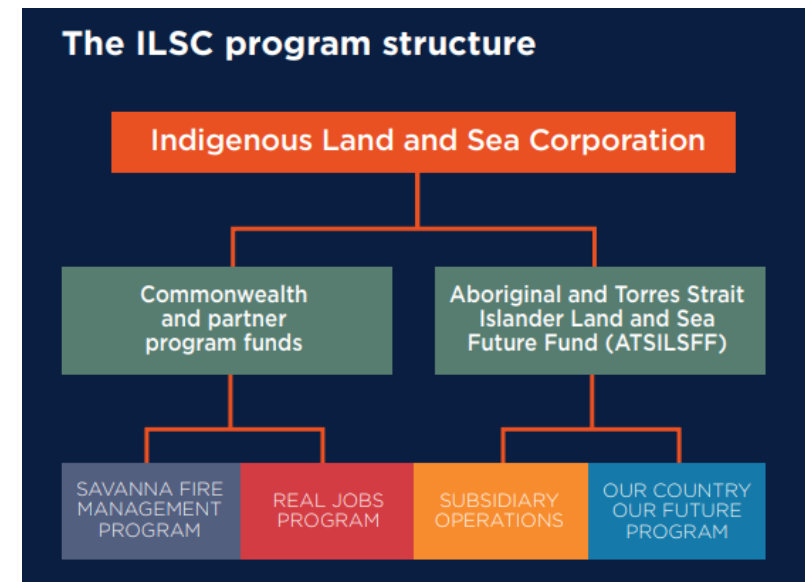 The ILSC program structure
Indigenous Land and Sea Corporation
Commonwealth
and partner
program funds
Aboriginal and Torres Strait
Islander Land and Sea
Future Fund (ATSILSFF)
SAVANNA FIRE
MANAGEMENT
PROGRAM
REAL JOBS
PROGRAM
SUBSIDIARY
OPERATIONS
OUR COUNTRY
OUR FUTURE
PROGRAM